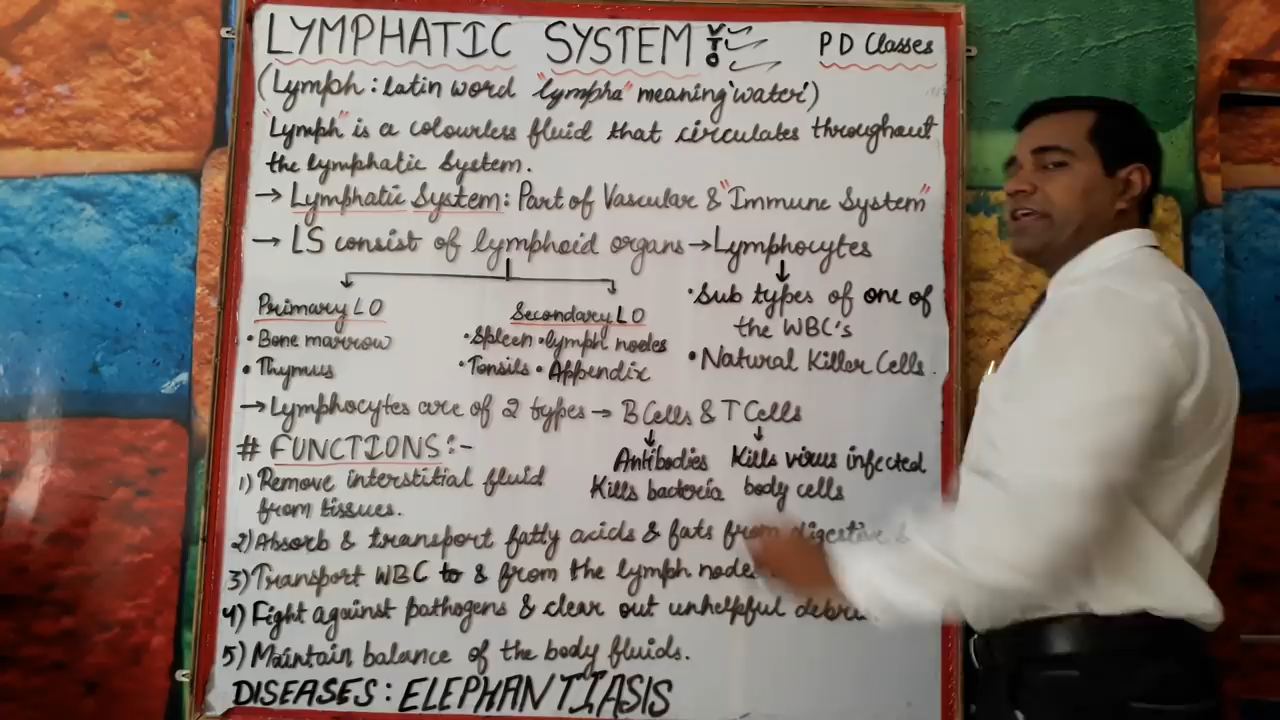 LYMPHATIC SYSTEM YTO PD Classes
(Lymph : latin word "lympha" meaning 'water')
"Lymph" is a colourless fluid that circulates throughout
the lymphatic System.
→ Lymphatic System : Part of Vascular & "Immune System"
→ LS consist of lymphoid organs → Lymphocytes
Primary LO
• Bone marrow
• Thymus
Secondary LO
• Spleen • lymph nodes
• Tonsils • Appendix
• Sub types of one of
the WBC's
• Natural Killer Cells.
→ Lymphocytes are of 2 types → B Cells & T Cells
Antibodies
Kills bacteria
Kills virus infected
body cells
# FUNCTIONS :-
1) Remove interstitial fluid
from tissues.
2) Absorb & transport fatty acids & fats from digestive
3) Transport WBC to & from the lymph node
4) Fight against pathogens & clear out unhelpful
5) Maintain balance of the body fluids.
DISEASES : ELEPHANTIASIS